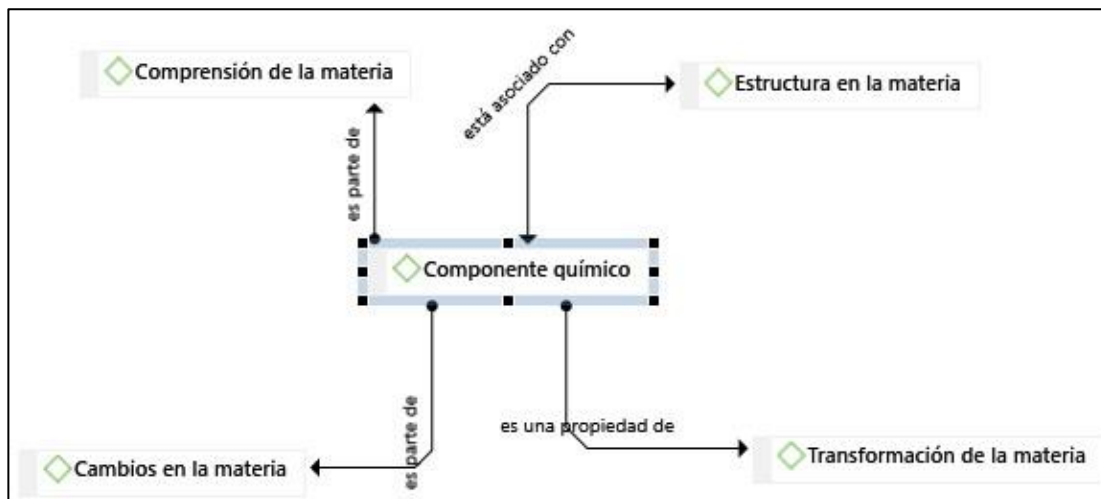 Comprensión de la materia
está asociado con
Estructura en la materia
es parte de
Componente químico
es parte de
es una propiedad de
Cambios en la materia
Transformación de la materia